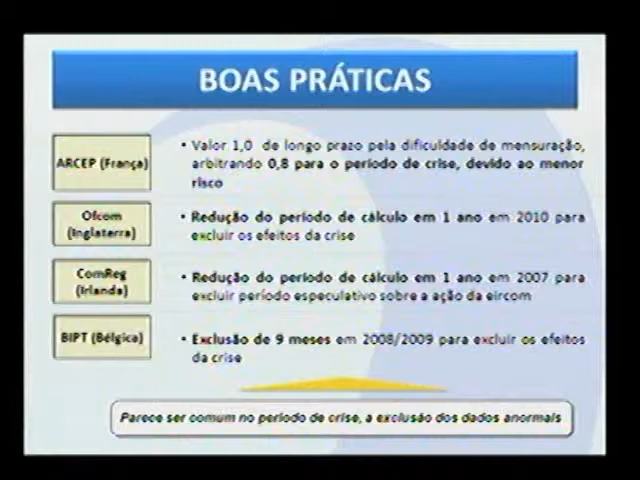 BOAS PRÁTICAS
ARCEP (França)
• Valor 1,0 de longo prazo pela dificuldade de mensuração,
arbitrando 0,8 para o período de crise, devido ao menor
risco
Ofcom
(Inglaterra)
• Redução do período de cálculo em 1 ano em 2010 para
excluir os efeitos da crise
ComReg
(Irlanda)
• Redução do período de cálculo em 1 ano em 2007 para
excluir período especulativo sobre a ação da eircom
BIPT (Bélgica)
• Exclusão de 9 meses em 2008/2009 para excluir os efeitos
da crise
Parece ser comum no período de crise, a exclusão dos dados anormais